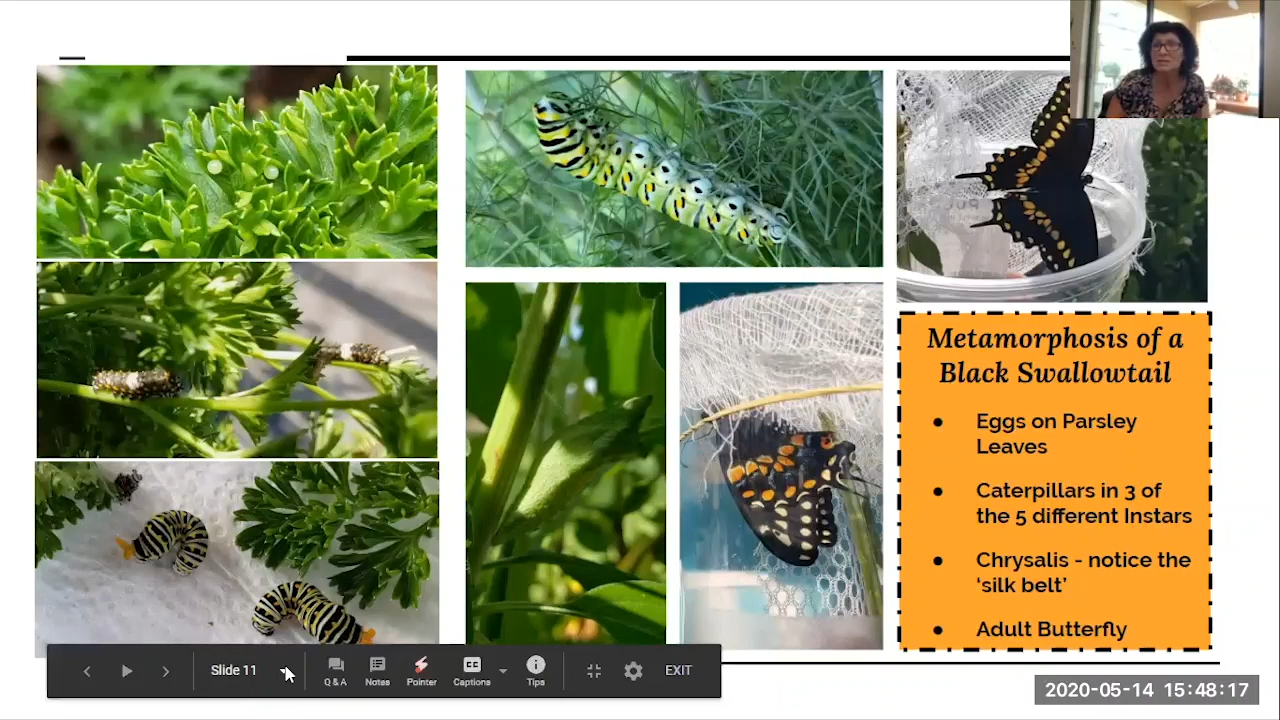 Metamorphosis of a
Black Swallowtail
● Eggs on Parsley
Leaves
● Caterpillars in 3 of
the 5 different Instars
● Chrysalis - notice the
‘silk belt’
● Adult Butterfly
Slide 11
Q & A
Notes
Pointer
CC
Captions
Tips
EXIT
2020-05-14 15:48:17